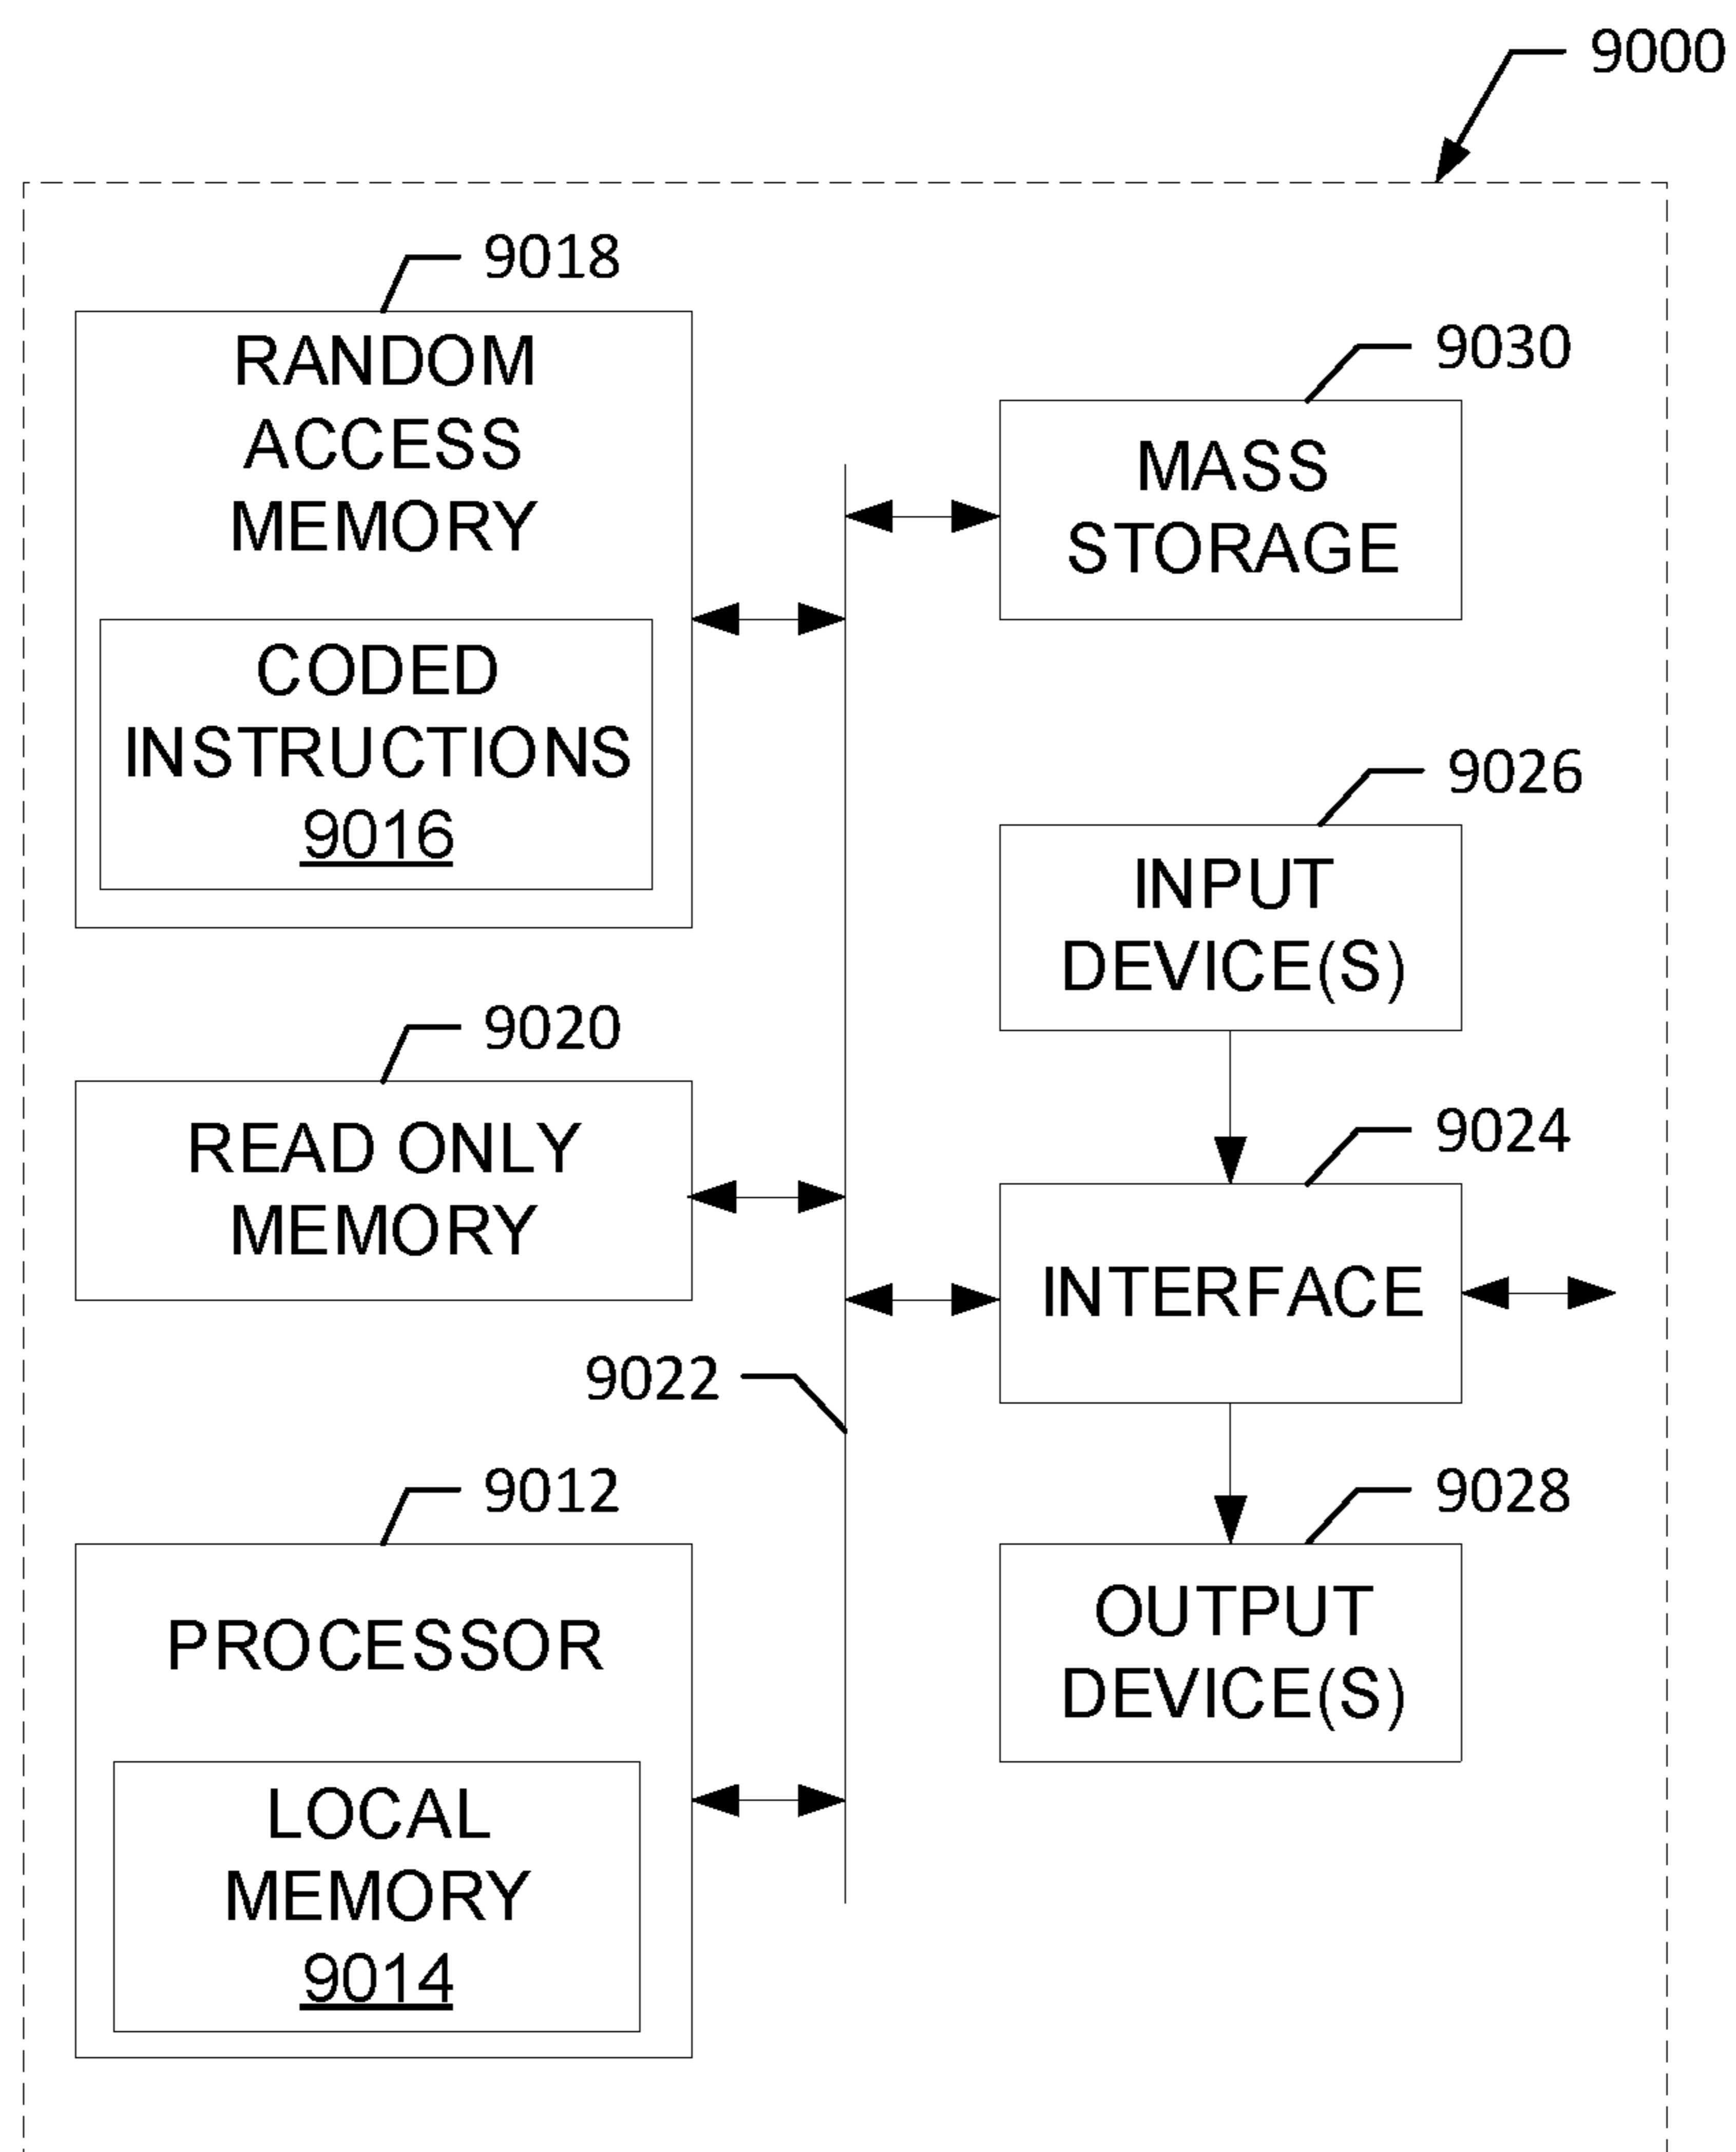 9000
9018
RANDOM
ACCESS
MEMORY
CODED
INSTRUCTIONS
9016
9030
MASS
STORAGE
9026
INPUT
DEVICE(S)
9020
READ ONLY
MEMORY
9024
INTERFACE
9022
9012
PROCESSOR
LOCAL
MEMORY
9014
9028
OUTPUT
DEVICE(S)